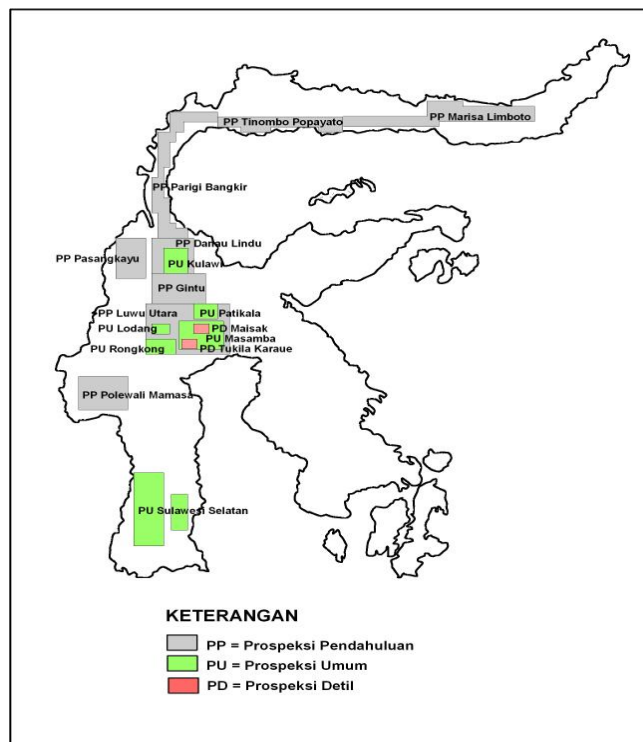 PP Tinombo Popayato
PP Marisa Limboto
PP Parigi Bangkir
PP Danau Lindu
PP Pasangkayu
PU Kulawi
PP Gintu
PP Luwu Utara
PU Patikala
PU Lodang
PD Maisak
PU Masamba
PU Rongkong
PD Tukila Karaue
PP Polewali Mamasa
PU Sulawesi Selatan
KETERANGAN
PP = Prospeksi Pendahuluan
PU = Prospeksi Umum
PD = Prospeksi Detil